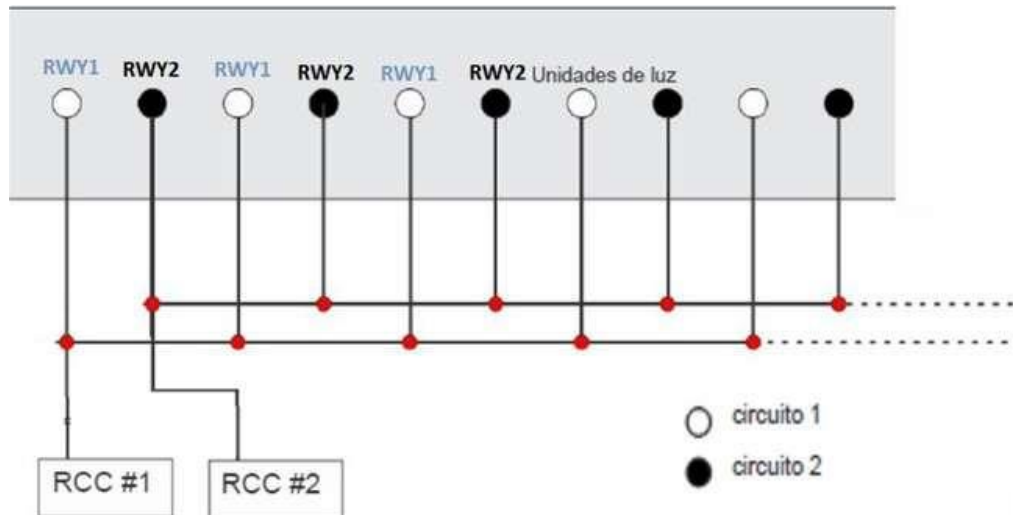 RWY1 RWY2 RWY1 RWY2 RWY1 RWY2 Unidades de luz
circuito 1
circuito 2
RCC #1 RCC #2